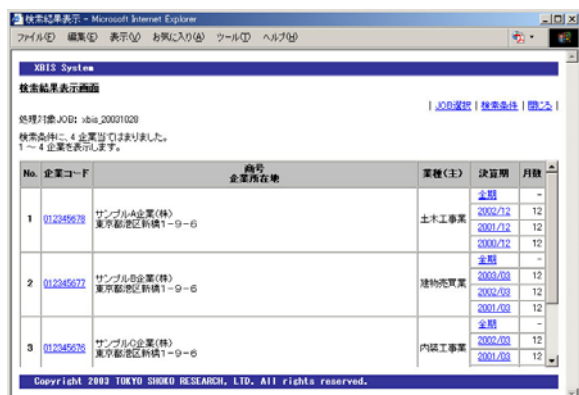 検索結果表示 - Microsoft Internet Explorer
ファイル(F) 編集(E) 表示(V) お気に入り(A) ツール(T) ヘルプ(H)
XBIS System
検索結果表示画面
| JOB選択 | 検索条件 | 閉じる |
処理対象JOB: xbis_20031028
検索条件に、4 企業当てはまりました。
1 ～ 4 企業を表示します。
No. 企業コード 商号 業種(主) 決算期 月数
企業所在地
1 012345678 サンプルA企業(株) 土木工事業 全期 -
東京都港区新橋1-9-6
2002/12 12
2001/12 12
2000/12 12
2 012345677 サンプルB企業(株) 建物売買業 全期 -
東京都港区新橋1-9-6
2003/03 12
2002/03 12
2001/03 12
3 012345676 サンプルC企業(株) 内装工事業 全期 -
東京都港区新橋1-9-6
2002/03 12
2001/03 12
Copyright 2003 TOKYO SHOKO RESEARCH, LTD. All rights reserved.